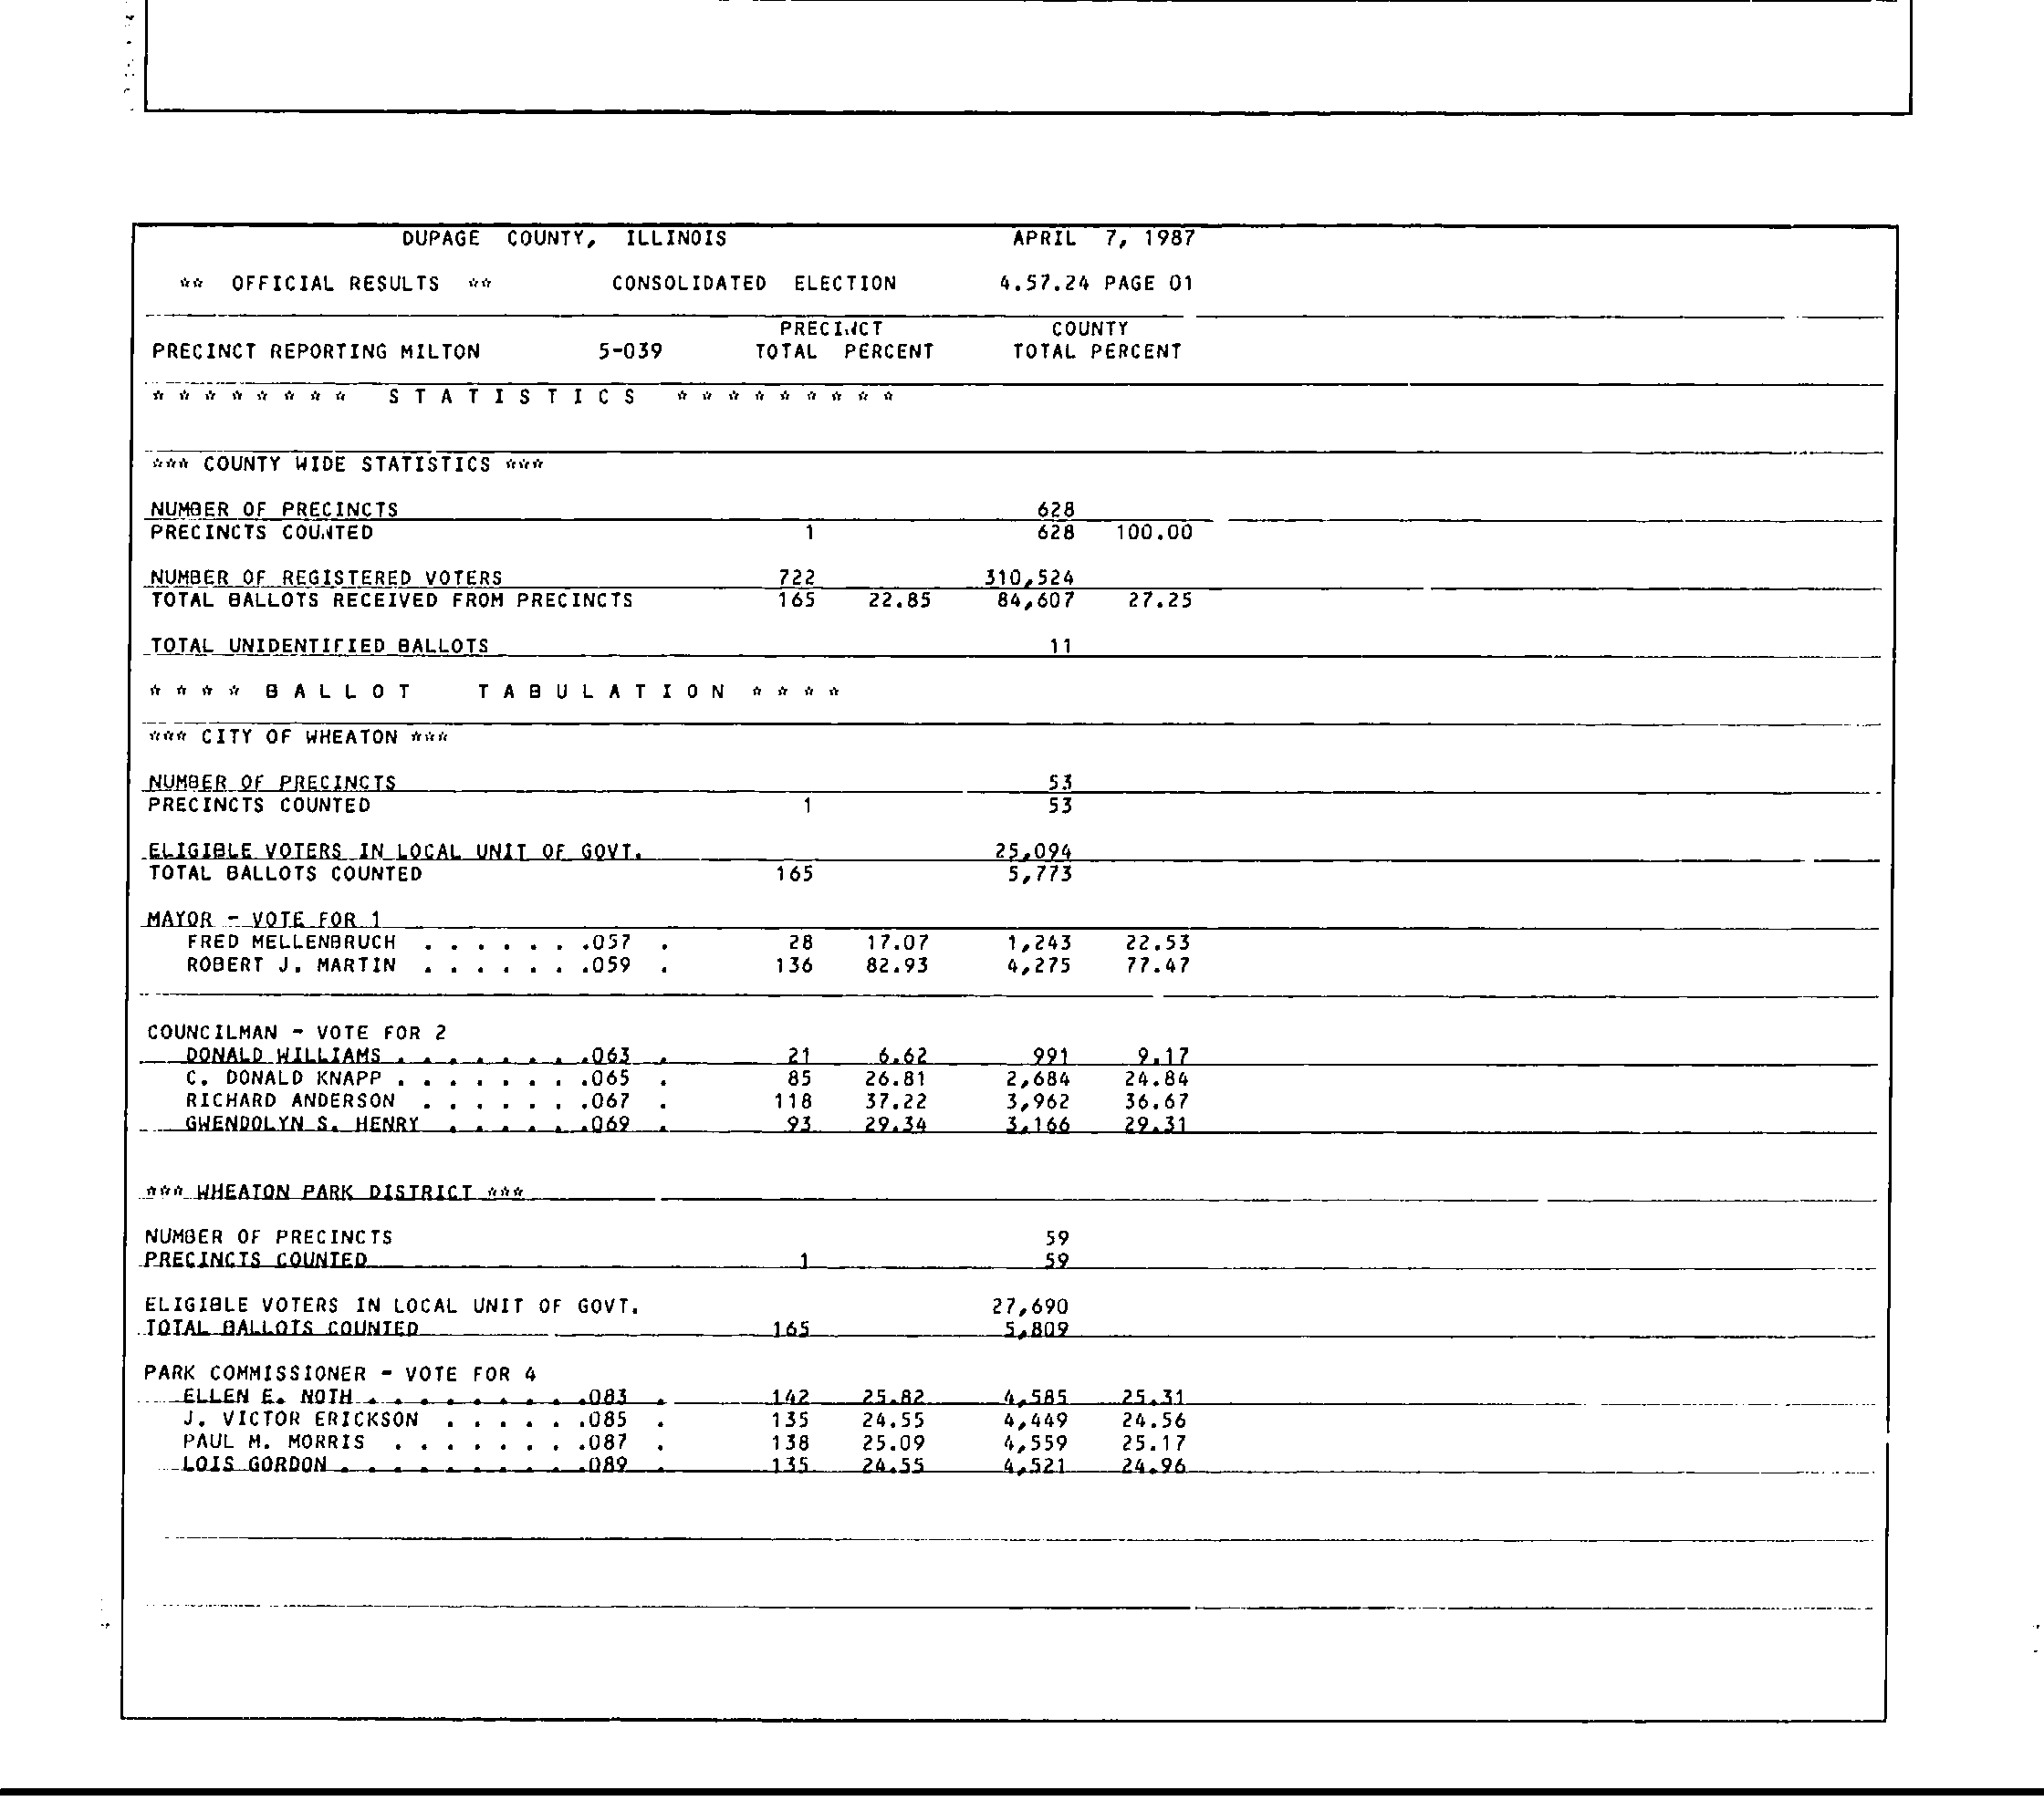 DUPAGE COUNTY, ILLINOIS APRIL 7, 1987
** OFFICIAL RESULTS ** CONSOLIDATED ELECTION 4.57.24 PAGE 01
PRECINCT COUNTY
PRECINCT REPORTING MILTON 5-039 TOTAL PERCENT TOTAL PERCENT
* * * * * * * * S T A T I S T I C S * * * * * * * * *
*** COUNTY WIDE STATISTICS ***
NUMBER OF PRECINCTS 628
PRECINCTS COUNTED 1 628 100.00
NUMBER OF REGISTERED VOTERS 722 310,524
TOTAL BALLOTS RECEIVED FROM PRECINCTS 165 22.85 84,607 27.25
TOTAL UNIDENTIFIED BALLOTS 11
* * * * B A L L O T T A B U L A T I O N * * * *
*** CITY OF WHEATON ***
NUMBER OF PRECINCTS 53
PRECINCTS COUNTED 1 53
ELIGIBLE VOTERS IN LOCAL UNIT OF GOVT. 25,094
TOTAL BALLOTS COUNTED 165 5,773
MAYOR - VOTE FOR 1
FRED MELLENBRUCH . . . . . . .057 . 28 17.07 1,243 22.53
ROBERT J. MARTIN . . . . . . .059 . 136 82.93 4,275 77.47
COUNCILMAN - VOTE FOR 2
DONALD WILLIAMS . . . . . . . .063 . 21 6.62 991 9.17
C. DONALD KNAPP . . . . . . . .065 . 85 26.81 2,684 24.84
RICHARD ANDERSON . . . . . . .067 . 118 37.22 3,962 36.67
GWENDOLYN S. HENRY . . . . . .069 . 93 29.34 3,166 29.31
*** WHEATON PARK DISTRICT ***
NUMBER OF PRECINCTS 59
PRECINCTS COUNTED 1 59
ELIGIBLE VOTERS IN LOCAL UNIT OF GOVT. 27,690
TOTAL BALLOTS COUNTED 165 5,809
PARK COMMISSIONER - VOTE FOR 4
ELLEN E. NOTH . . . . . . . . .083 . 142 25.82 4,585 25.31
J. VICTOR ERICKSON . . . . . .085 . 135 24.55 4,449 24.56
PAUL M. MORRIS . . . . . . . .087 . 138 25.09 4,559 25.17
LOIS GORDON . . . . . . . . . .089 . 135 24.55 4,521 24.96